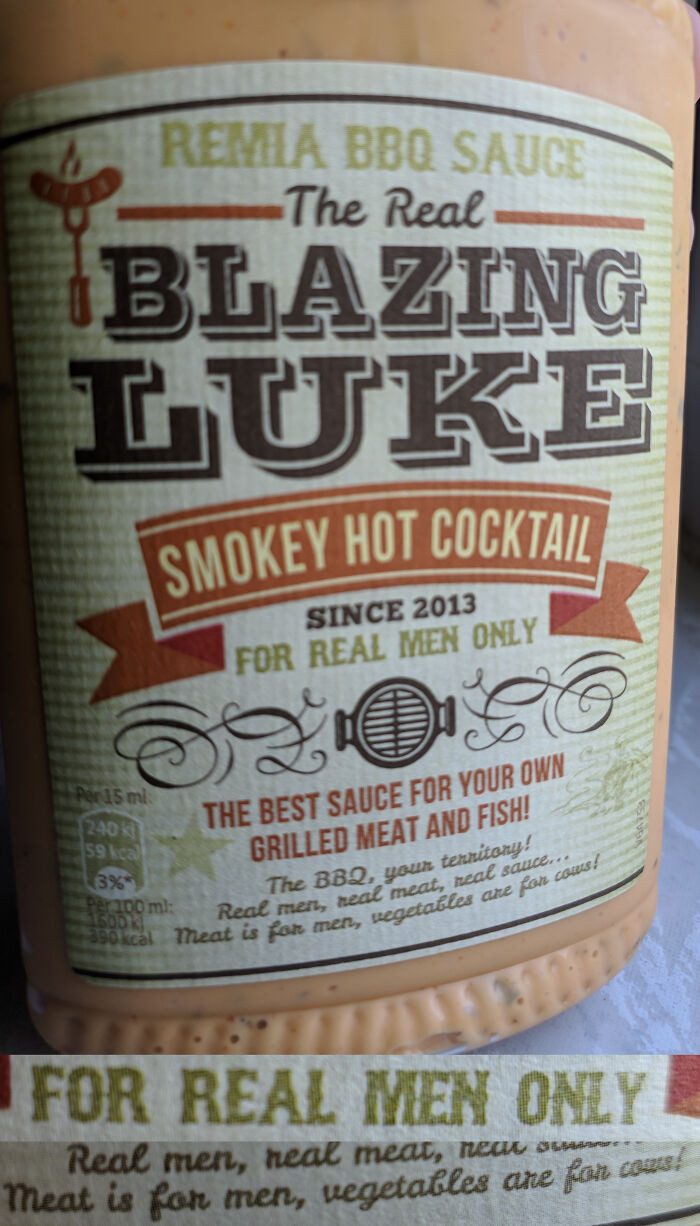 REMIA BBQ SAUCE
The Real
BLAZING
LUKE
SMOKEY HOT COCKTAIL
SINCE 2013
FOR REAL MEN ONLY
THE BEST SAUCE FOR YOUR OWN
GRILLED MEAT AND FISH!
The BBQ, your territory!
Real men, real meat, real sauce...
Meat is for men, vegetables are for cows!
Per 15 ml:
240 kJ
59 kcal
3%*
Per 100 ml:
1600 kJ
390 kcal
FOR REAL MEN ONLY
Real men, real meat, real sauce...
Meat is for men, vegetables are for cows!